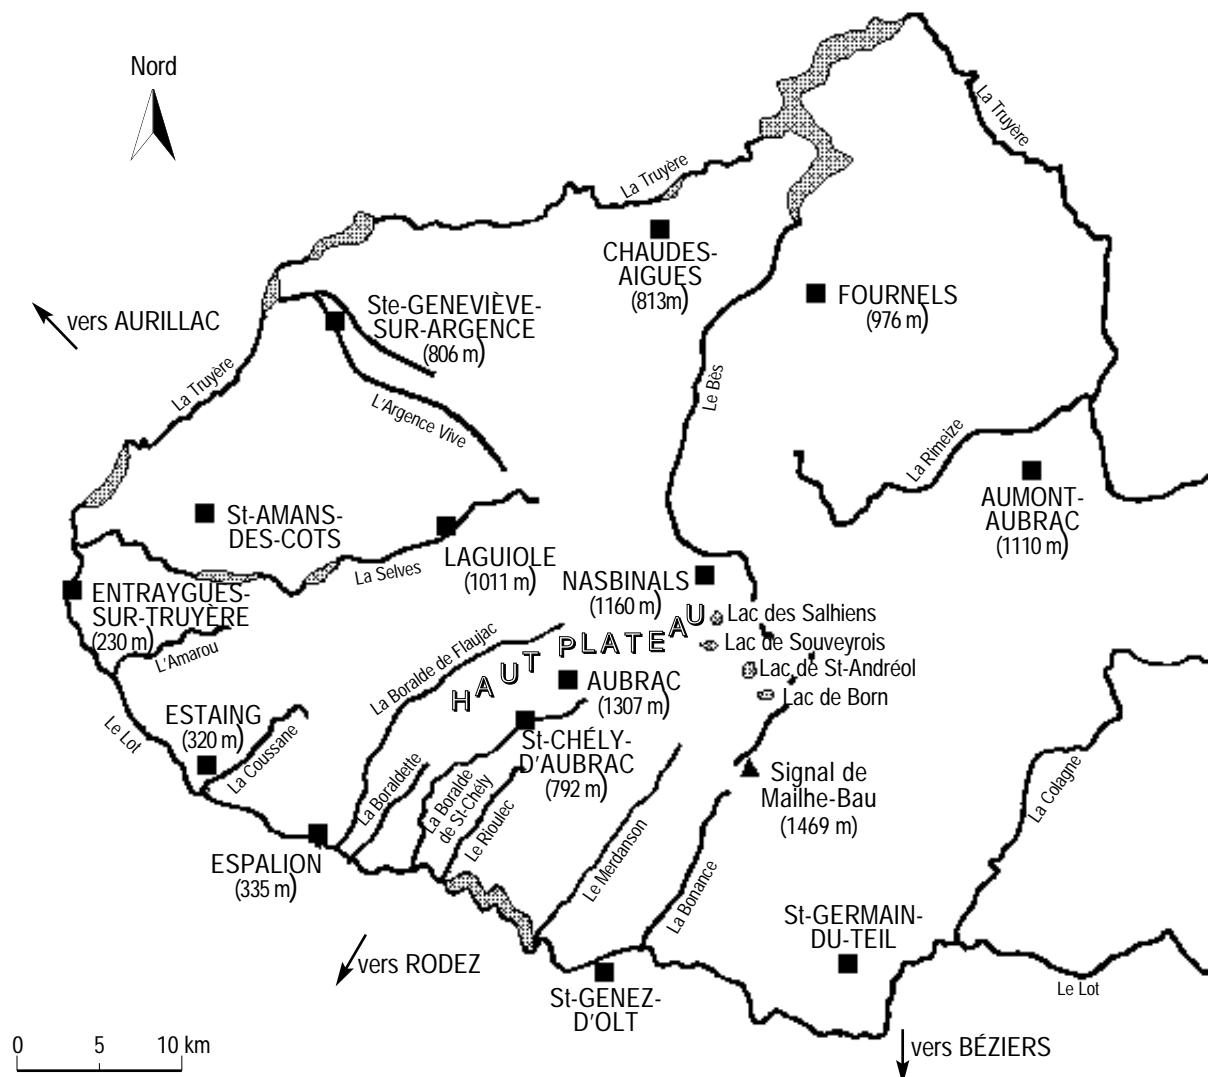 Nord
La Truyère
La Truyère
CHAUDES-
AIGUES
(813m)
FOURNELS
(976 m)
vers AURILLAC
Ste-GENEVIÈVE-
SUR-ARGENCE
(806 m)
La Truyère
L'Argence Vive
Le Bès
La Rimeize
AUMONT-
AUBRAC
(1110 m)
St-AMANS-
DES-COTS
LAGUIOLE
(1011 m)
La Selves
NASBINALS
(1160 m)
ENTRAYGUES-
SUR-TRUYÈRE
(230 m)
L'Amarou
Lac des Salhiens
Lac de Souveyrois
Lac de St-Andréol
Lac de Born
HAUT PLATEAU
La Boralde de Flaujac
AUBRAC
(1307 m)
ESTAING
(320 m)
Le Lot
La Coussane
St-CHÉLY-
D'AUBRAC
(792 m)
La Boraldette
La Boralde
de St-Chély
Le Rioulec
Signal de
Mailhe-Bau
(1469 m)
La Colagne
Le Merdanson
La Bonance
ESPALION
(335 m)
St-GERMAIN-
DU-TEIL
vers RODEZ
St-GENEZ-
D'OLT
Le Lot
0 5 10 km
vers BÉZIERS